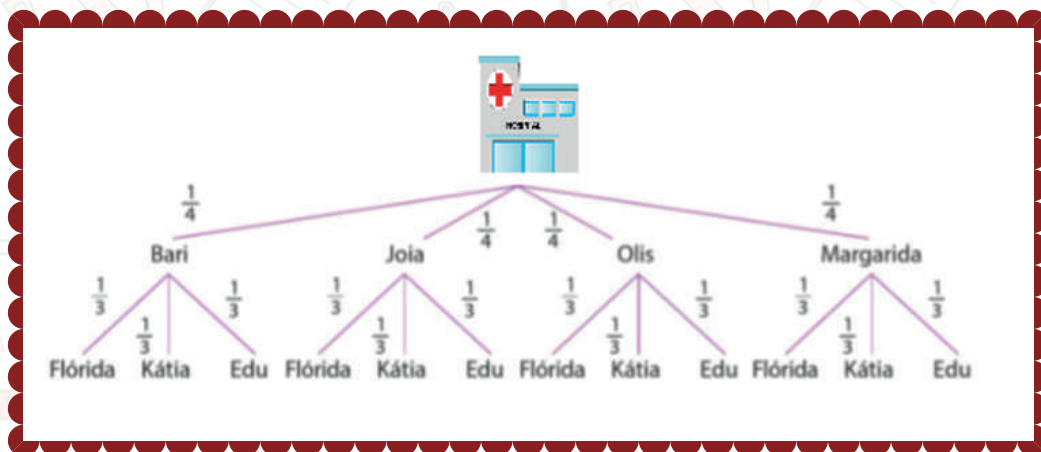 HOSPITAL
1/4 1/4 1/4 1/4
Bari Joia Olis Margarida
1/3 1/3 1/3 1/3 1/3 1/3 1/3 1/3
1/3 1/3 1/3 1/3
Flórida Kátia Edu Flórida Kátia Edu Flórida Kátia Edu Flórida Kátia Edu